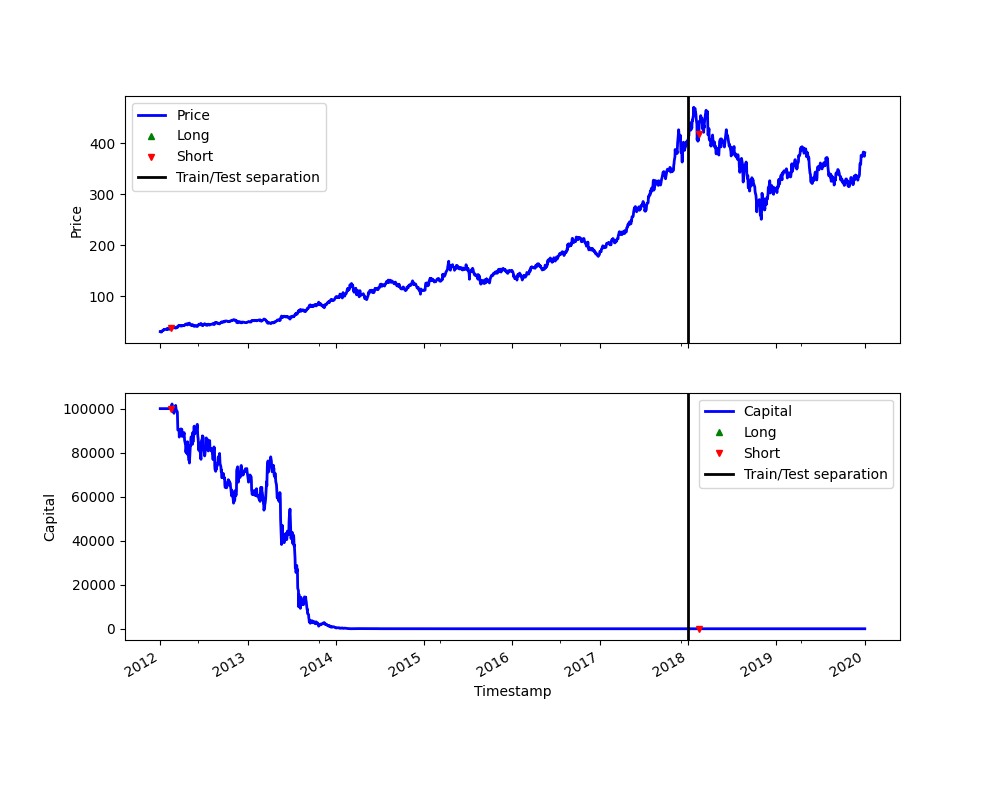 Price
Long
Short
Train/Test separation
400
300
200
100
Price
Capital
Long
Short
Train/Test separation
100000
80000
60000
40000
20000
0
Capital
2012 2013 2014 2015 2016 2017 2018 2019 2020
Timestamp